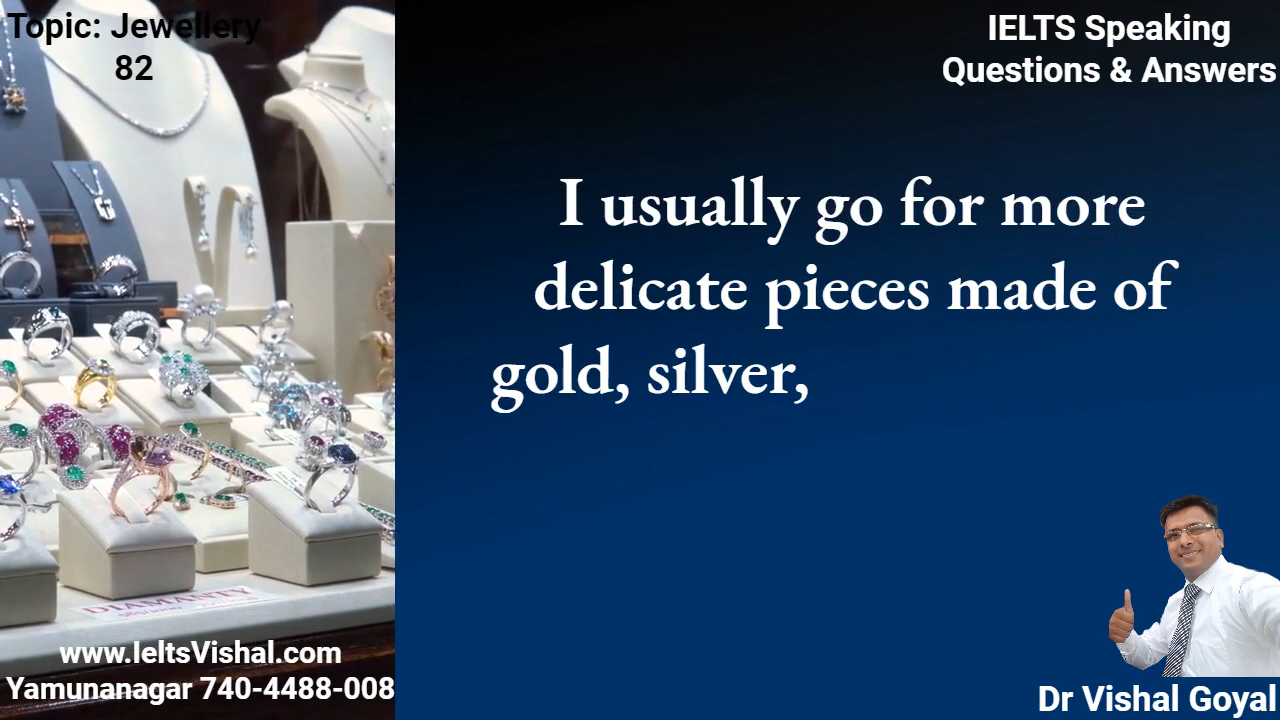 Topic: Jewellery
82
IELTS Speaking
Questions & Answers
I usually go for more
delicate pieces made of
gold, silver,
DIAMANTY
www.IeltsVishal.com
Yamunanagar 740-4488-008
Dr Vishal Goyal